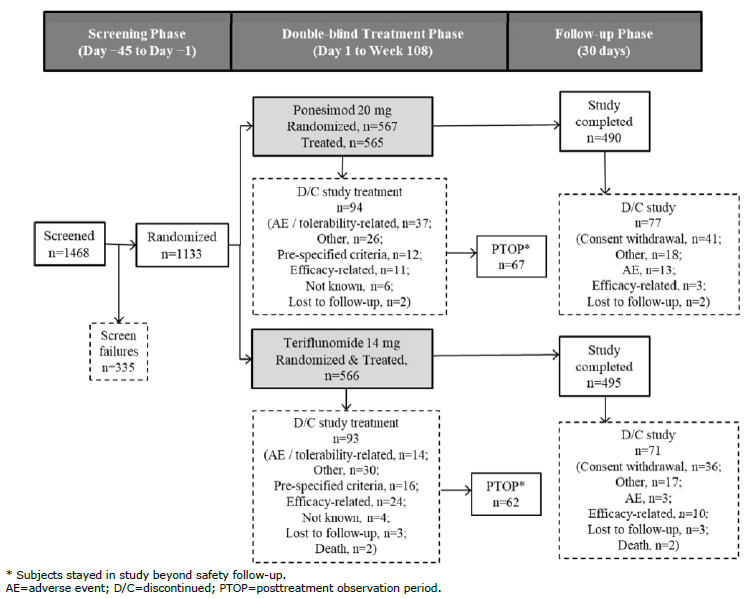 Screening Phase
(Day −45 to Day −1)
Double-blind Treatment Phase
(Day 1 to Week 108)
Follow-up Phase
(30 days)
Screened
n=1468
Screen
failures
n=335
Randomized
n=1133
Ponesimod 20 mg
Randomized, n=567
Treated, n=565
D/C study treatment
n=94
(AE / tolerability-related, n=37;
Other, n=26;
Pre-specified criteria, n=12;
Efficacy-related, n=11;
Not known, n=6;
Lost to follow-up, n=2)
PTOP*
n=67
Study
completed
n=490
D/C study
n=77
(Consent withdrawal, n=41;
Other, n=18;
AE, n=13;
Efficacy-related, n=3;
Lost to follow-up, n=2)
Teriflunomide 14 mg
Randomized & Treated,
n=566
D/C study treatment
n=93
(AE / tolerability-related, n=14;
Other, n=30;
Pre-specified criteria, n=16;
Efficacy-related, n=24;
Not known, n=4;
Lost to follow-up, n=3;
Death, n=2)
PTOP*
n=62
Study
completed
n=495
D/C study
n=71
(Consent withdrawal, n=36;
Other, n=17;
AE, n=3;
Efficacy-related, n=10;
Lost to follow-up, n=3;
Death, n=2)
* Subjects stayed in study beyond safety follow-up.
AE=adverse event; D/C=discontinued; PTOP=posttreatment observation period.